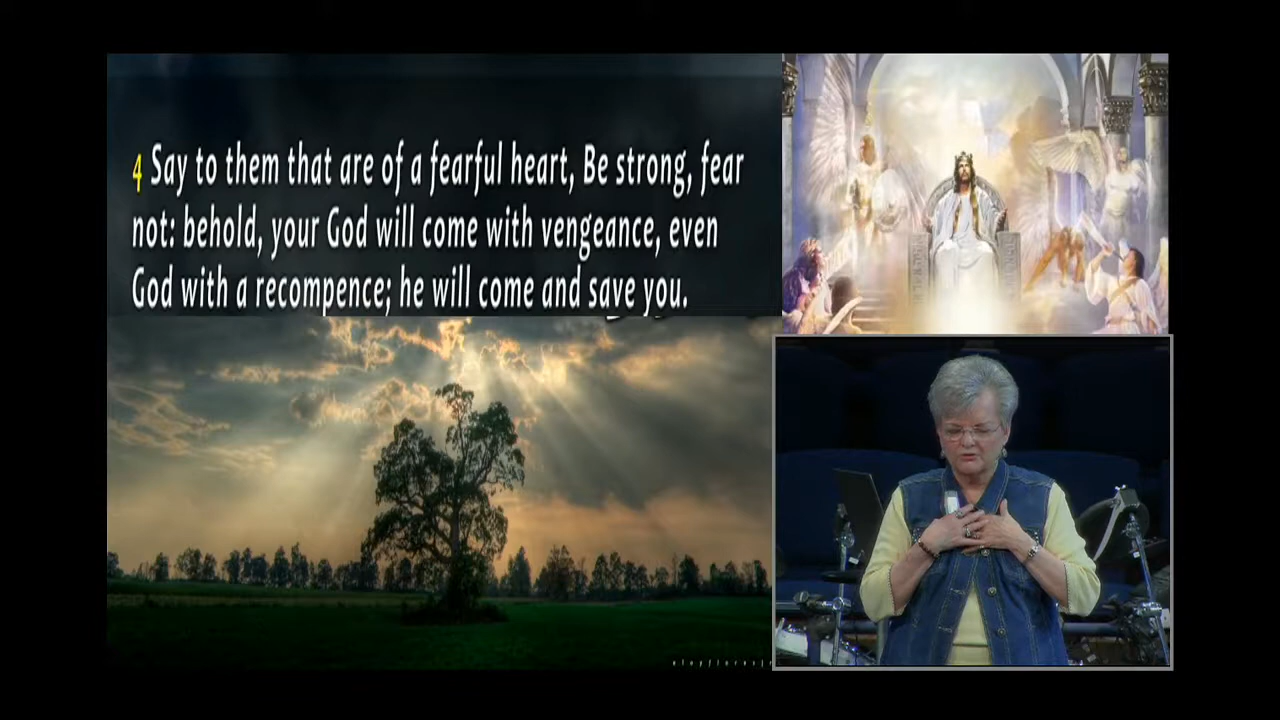 4 Say to them that are of a fearful heart, Be strong, fear
not: behold, your God will come with vengeance, even
God with a recompence; he will come and save you.